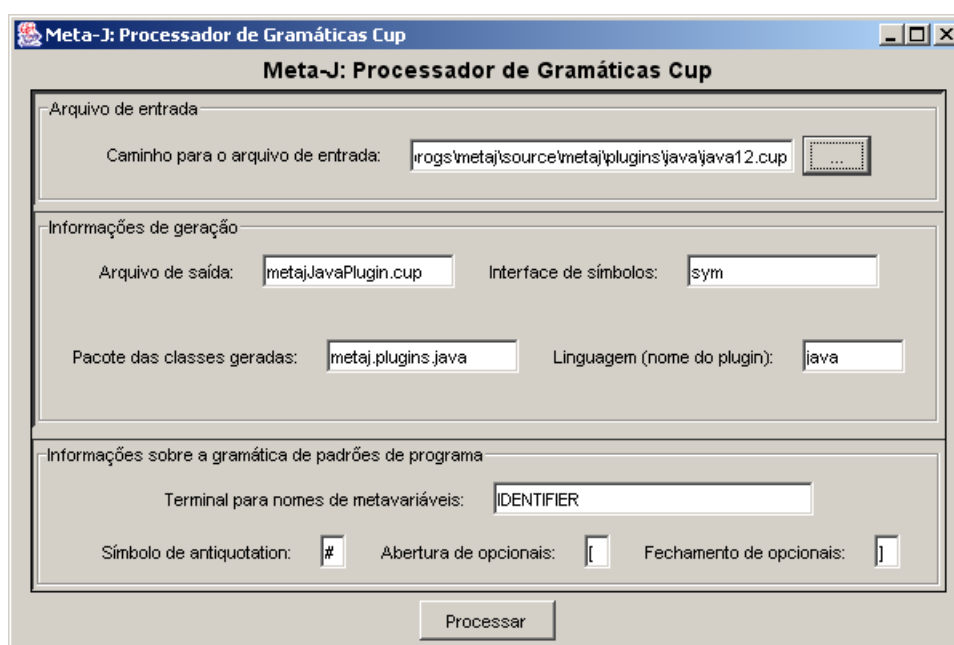 Meta-J: Processador de Gramáticas Cup
Meta-J: Processador de Gramáticas Cup
Arquivo de entrada
Caminho para o arquivo de entrada: rogs\metaj\source\metaj\plugins\java\java12.cup ...
Informações de geração
Arquivo de saída: metajJavaPlugin.cup Interface de símbolos: sym
Pacote das classes geradas: metaj.plugins.java Linguagem (nome do plugin): java
Informações sobre a gramática de padrões de programa
Terminal para nomes de metavariáveis: IDENTIFIER
Símbolo de antiquotation: # Abertura de opcionais: [ Fechamento de opcionais: ]
Processar